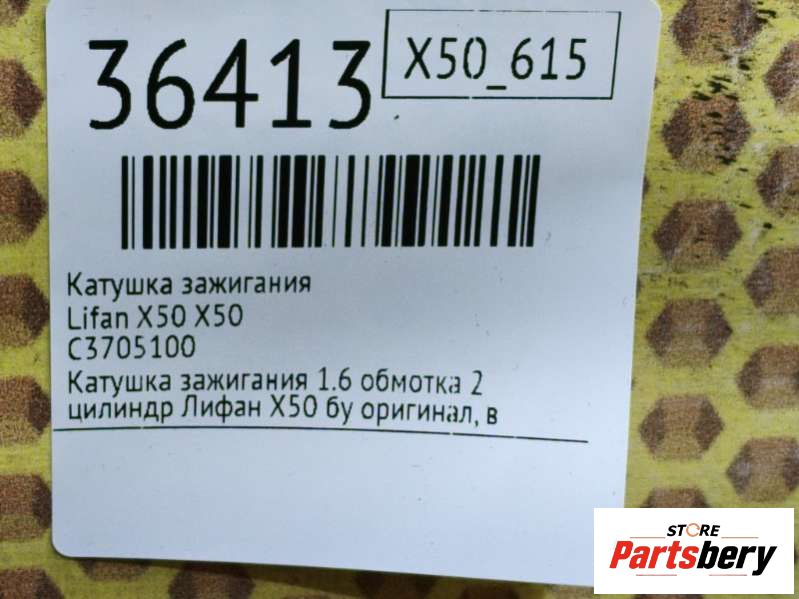 36413
X50_615
Катушка зажигания
Lifan X50 X50
C3705100
Катушка зажигания 1.6 обмотка 2
цилиндр Лифан Х50 бу оригинал, в
STORE
Partsbery